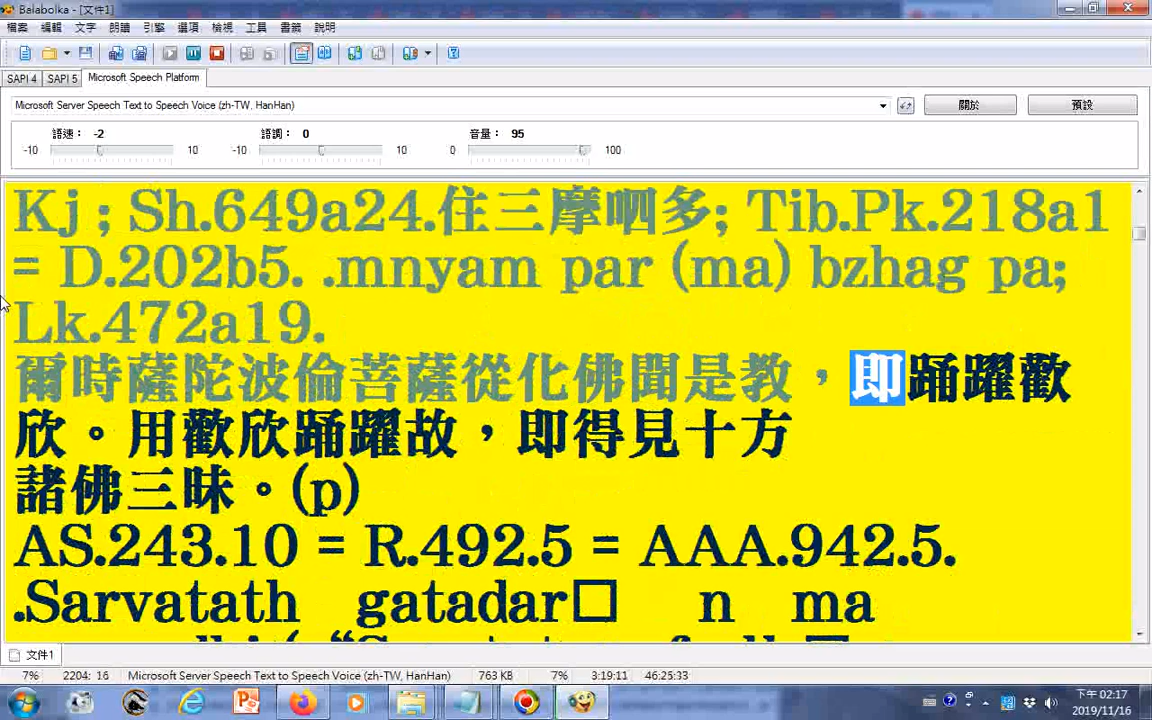 Balabolka - [文件1]
檔案 編輯 文字 朗讀 引擎 選項 檢視 工具 書籤 說明
SAPI 4 SAPI 5 Microsoft Speech Platform
Microsoft Server Speech Text to Speech Voice (zh-TW, HanHan) 關於 預設
語速： -2 語調： 0 音量： 95
-10 10 -10 10 0 100
Kj ; Sh.649a24.住三摩呬多; Tib.Pk.218a1
= D.202b5. .mnyam par (ma) bzhag pa;
Lk.472a19.
爾時薩陀波倫菩薩從化佛聞是教，即踊躍歡
欣。用歡欣踊躍故，即得見十方
諸佛三昧。(p)
AS.243.10 = R.492.5 = AAA.942.5.
.Sarvatath gatadar□ n ma
文件1
7% 2204: 16 Microsoft Server Speech Text to Speech Voice (zh-TW, HanHan) 763 KB 7% 3:19:11 46:25:33
下午 02:17
2019/11/16